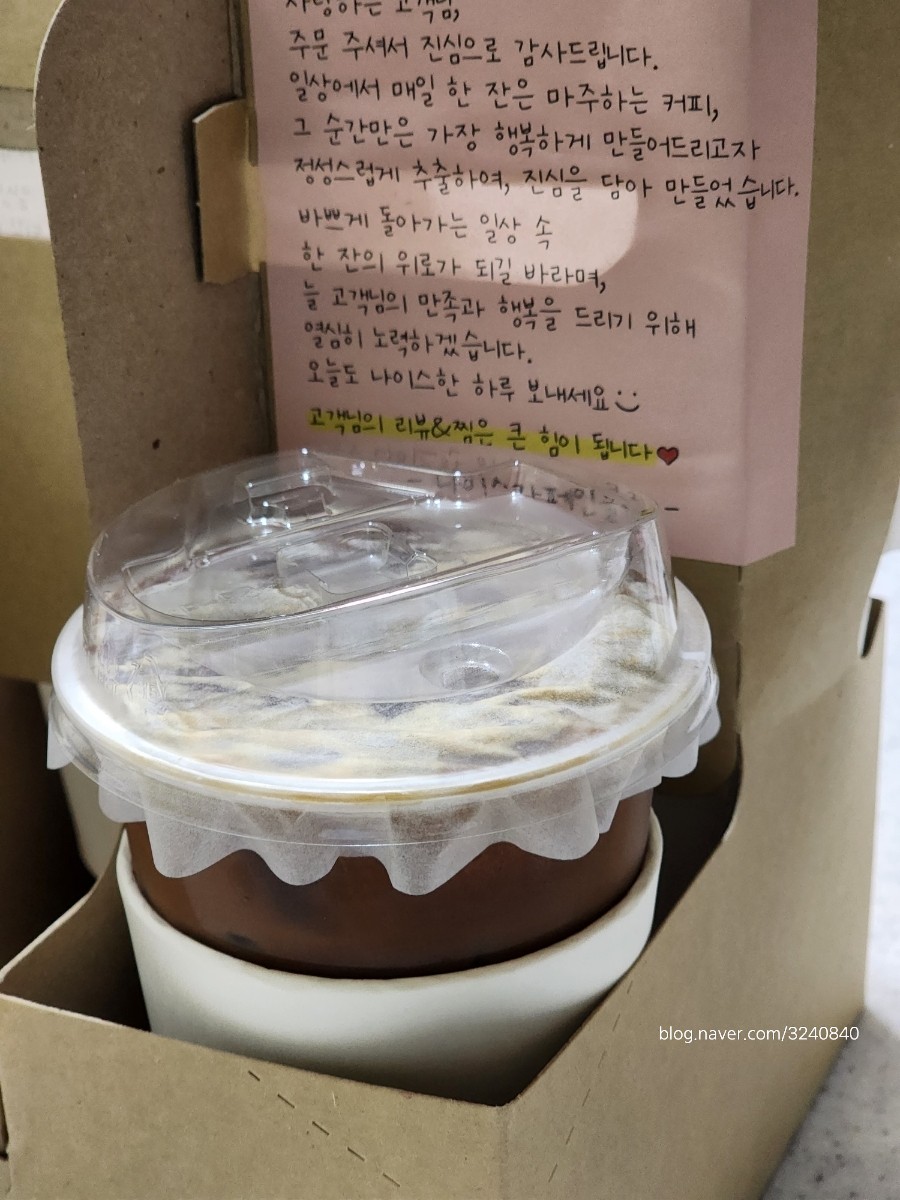 사랑하는 고객님,
주문 주셔서 진심으로 감사드립니다.
일상에서 매일 한 잔은 마주하는 커피,
그 순간만은 가장 행복하게 만들어드리고자
정성스럽게 추출하여, 진심을 담아 만들었습니다.
바쁘게 돌아가는 일상 속
한 잔의 위로가 되길 바라며,
늘 고객님의 만족과 행복을 드리기 위해
열심히 노력하겠습니다.
오늘도 나이스한 하루 보내세요
고객님의 리뷰&찜은 큰 힘이 됩니다♥
blog.naver.com/3240840